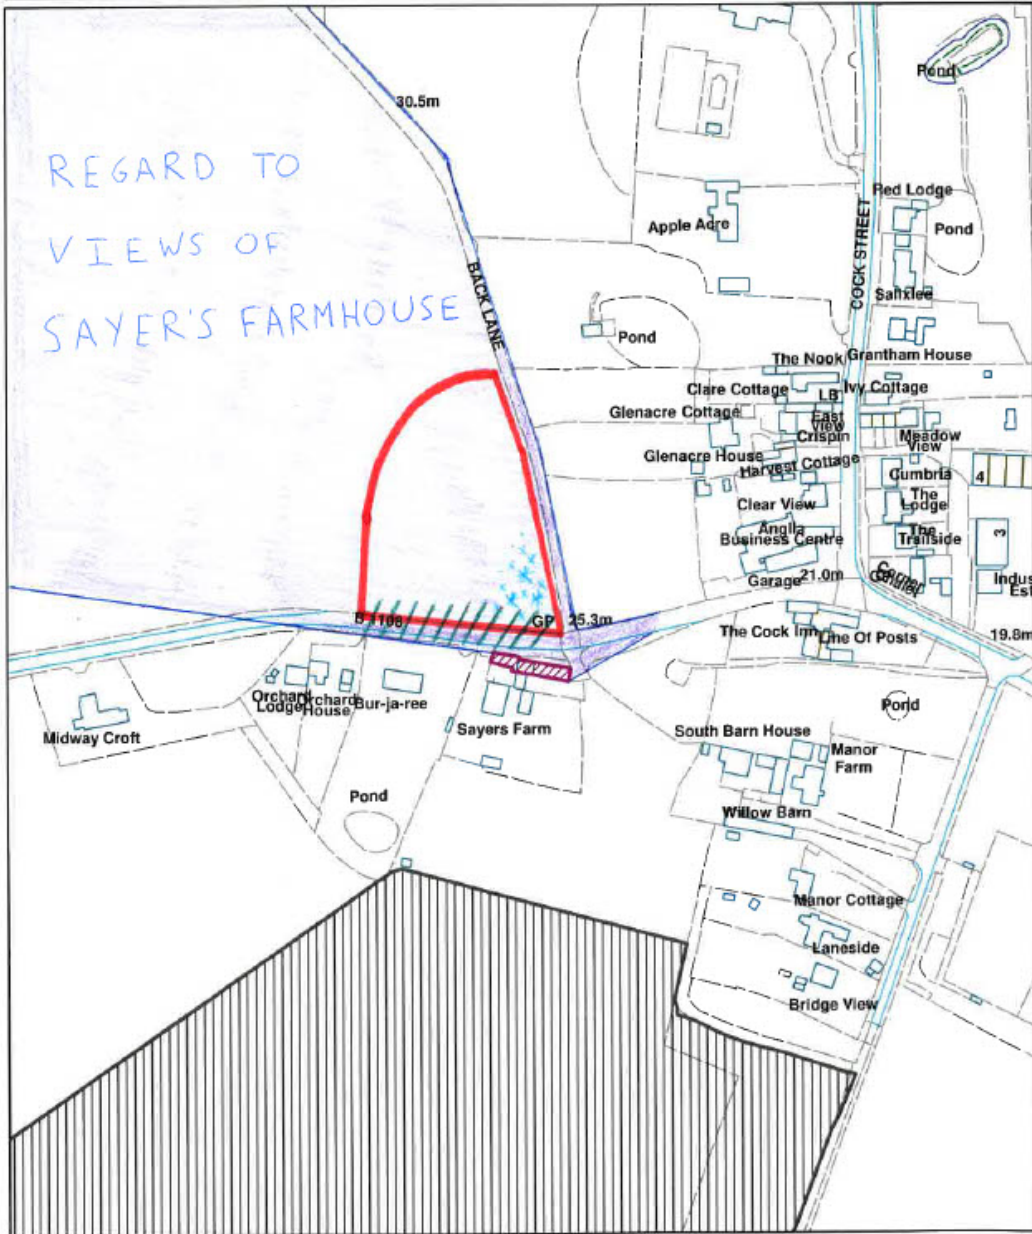 REGARD TO
VIEWS OF
SAYER'S FARMHOUSE
30.5m
BACK LANE
Pond
Apple Acre
COCK STREET
Red Lodge
Pond
Sallxlee
Pond
The Nook
Grantham House
Clare Cottage
LB
Ivy Cottage
Glenacre Cottage
East
View
Crispin
Meadow
View
Glenacre House
Harvest Cottage
Cumbria
4
Clear View
The
Lodge
Anglia
Business Centre
The
Trailside
3
Garage
21.0m
Corner
Indus
Est
B 1108
GP
25.3m
The Cock Inn
Line Of Posts
19.8m
Orchard
Lodge
Orchard
House
Bur-ja-ree
Midway Croft
Sayers Farm
Pond
South Barn House
Manor
Farm
Pond
Willow Barn
Manor Cottage
Laneside
Bridge View